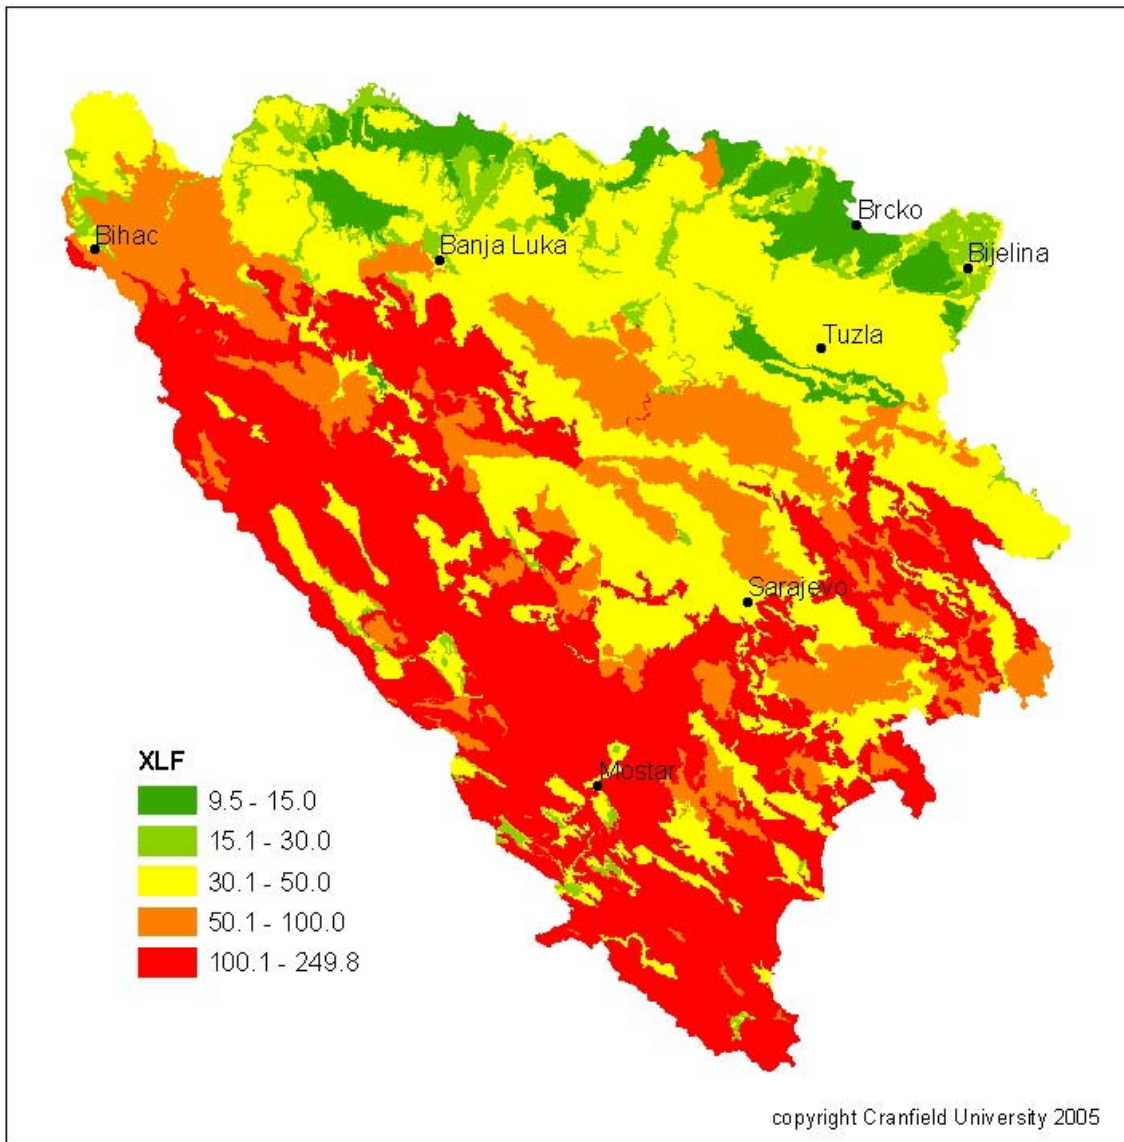 Brcko
Bihac
Banja Luka
Bijelina
Tuzla
Sarajevo
Mostar
XLF
9.5 - 15.0
15.1 - 30.0
30.1 - 50.0
50.1 - 100.0
100.1 - 249.8
copyright Cranfield University 2005